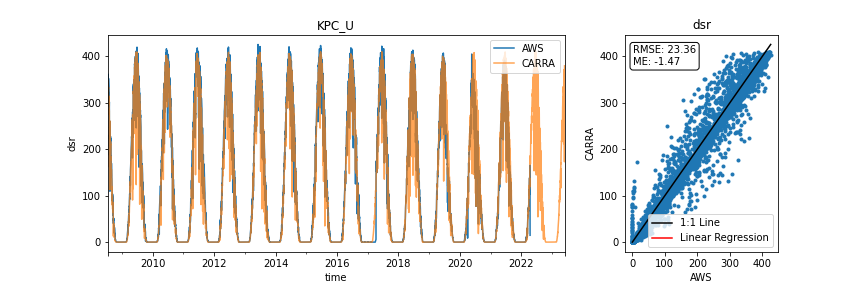 KPC_U
dsr
400
300
200
100
0
2010
2012
2014
2016
2018
2020
2022
time
AWS
CARRA
dsr
RMSE: 23.36
ME: -1.47
CARRA
400
300
200
100
0
0
100
200
300
400
AWS
1:1 Line
Linear Regression